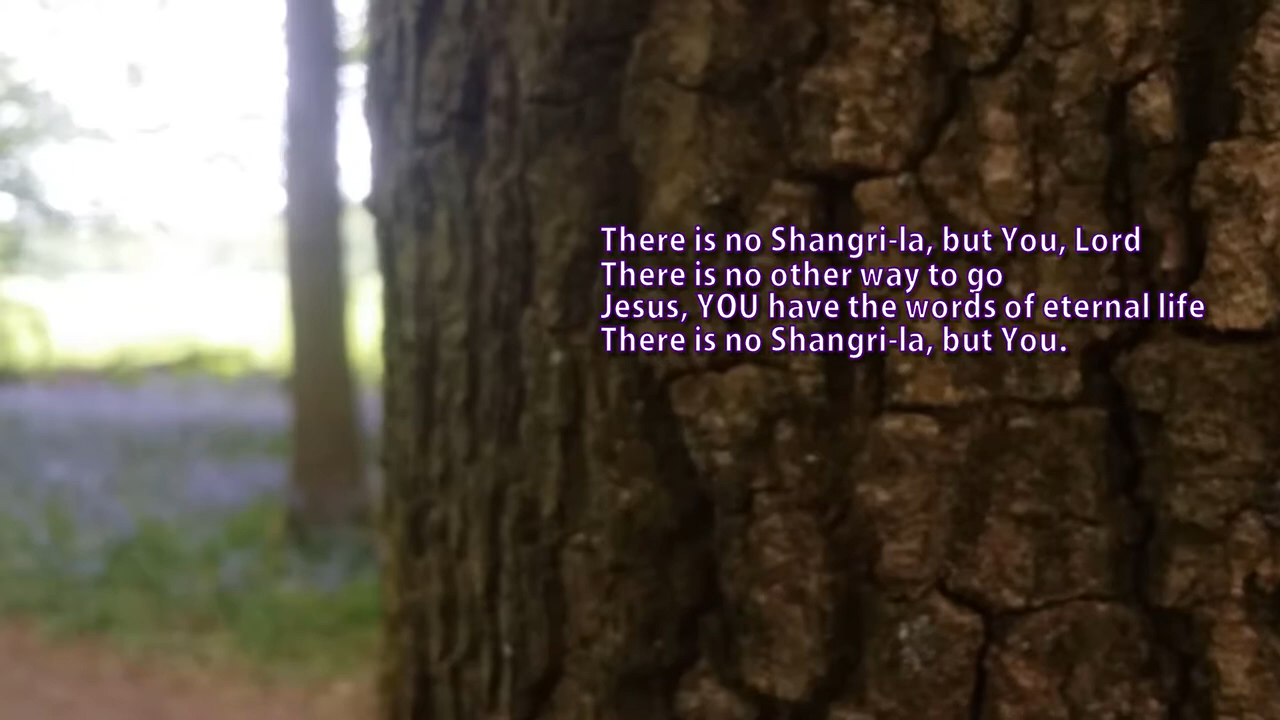 There is no Shangri-la, but You, Lord
There is no other way to go
Jesus, YOU have the words of eternal life
There is no Shangri-la, but You.